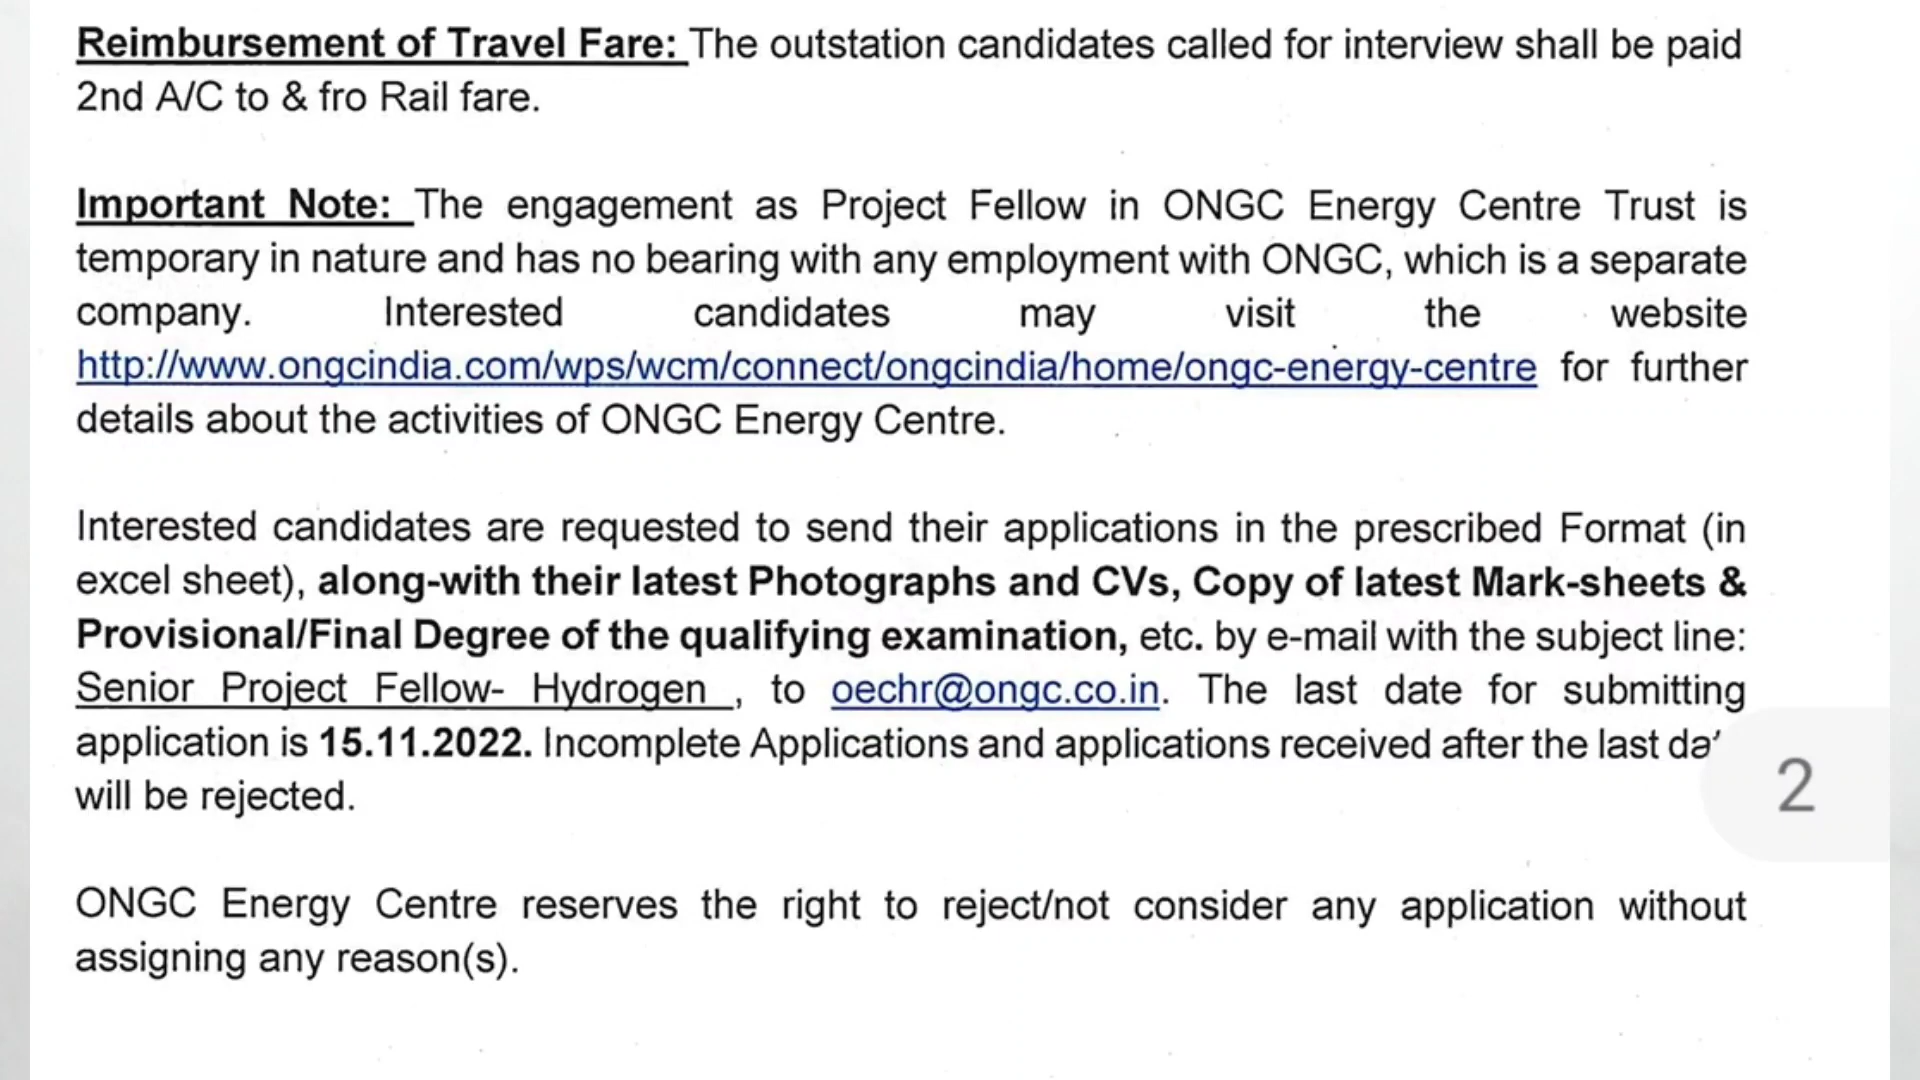 Reimbursement of Travel Fare: The outstation candidates called for interview shall be paid
2nd A/C to & fro Rail fare.
Important Note: The engagement as Project Fellow in ONGC Energy Centre Trust is
temporary in nature and has no bearing with any employment with ONGC, which is a separate
company. Interested candidates may visit the website
http://www.ongcindia.com/wps/wcm/connect/ongcindia/home/ongc-energy-centre for further
details about the activities of ONGC Energy Centre.
Interested candidates are requested to send their applications in the prescribed Format (in
excel sheet), along-with their latest Photographs and CVs, Copy of latest Mark-sheets &
Provisional/Final Degree of the qualifying examination, etc. by e-mail with the subject line:
Senior Project Fellow- Hydrogen , to oechr@ongc.co.in. The last date for submitting
application is 15.11.2022. Incomplete Applications and applications received after the last
will be rejected.
2
ONGC Energy Centre reserves the right to reject/not consider any application without
assigning any reason(s).